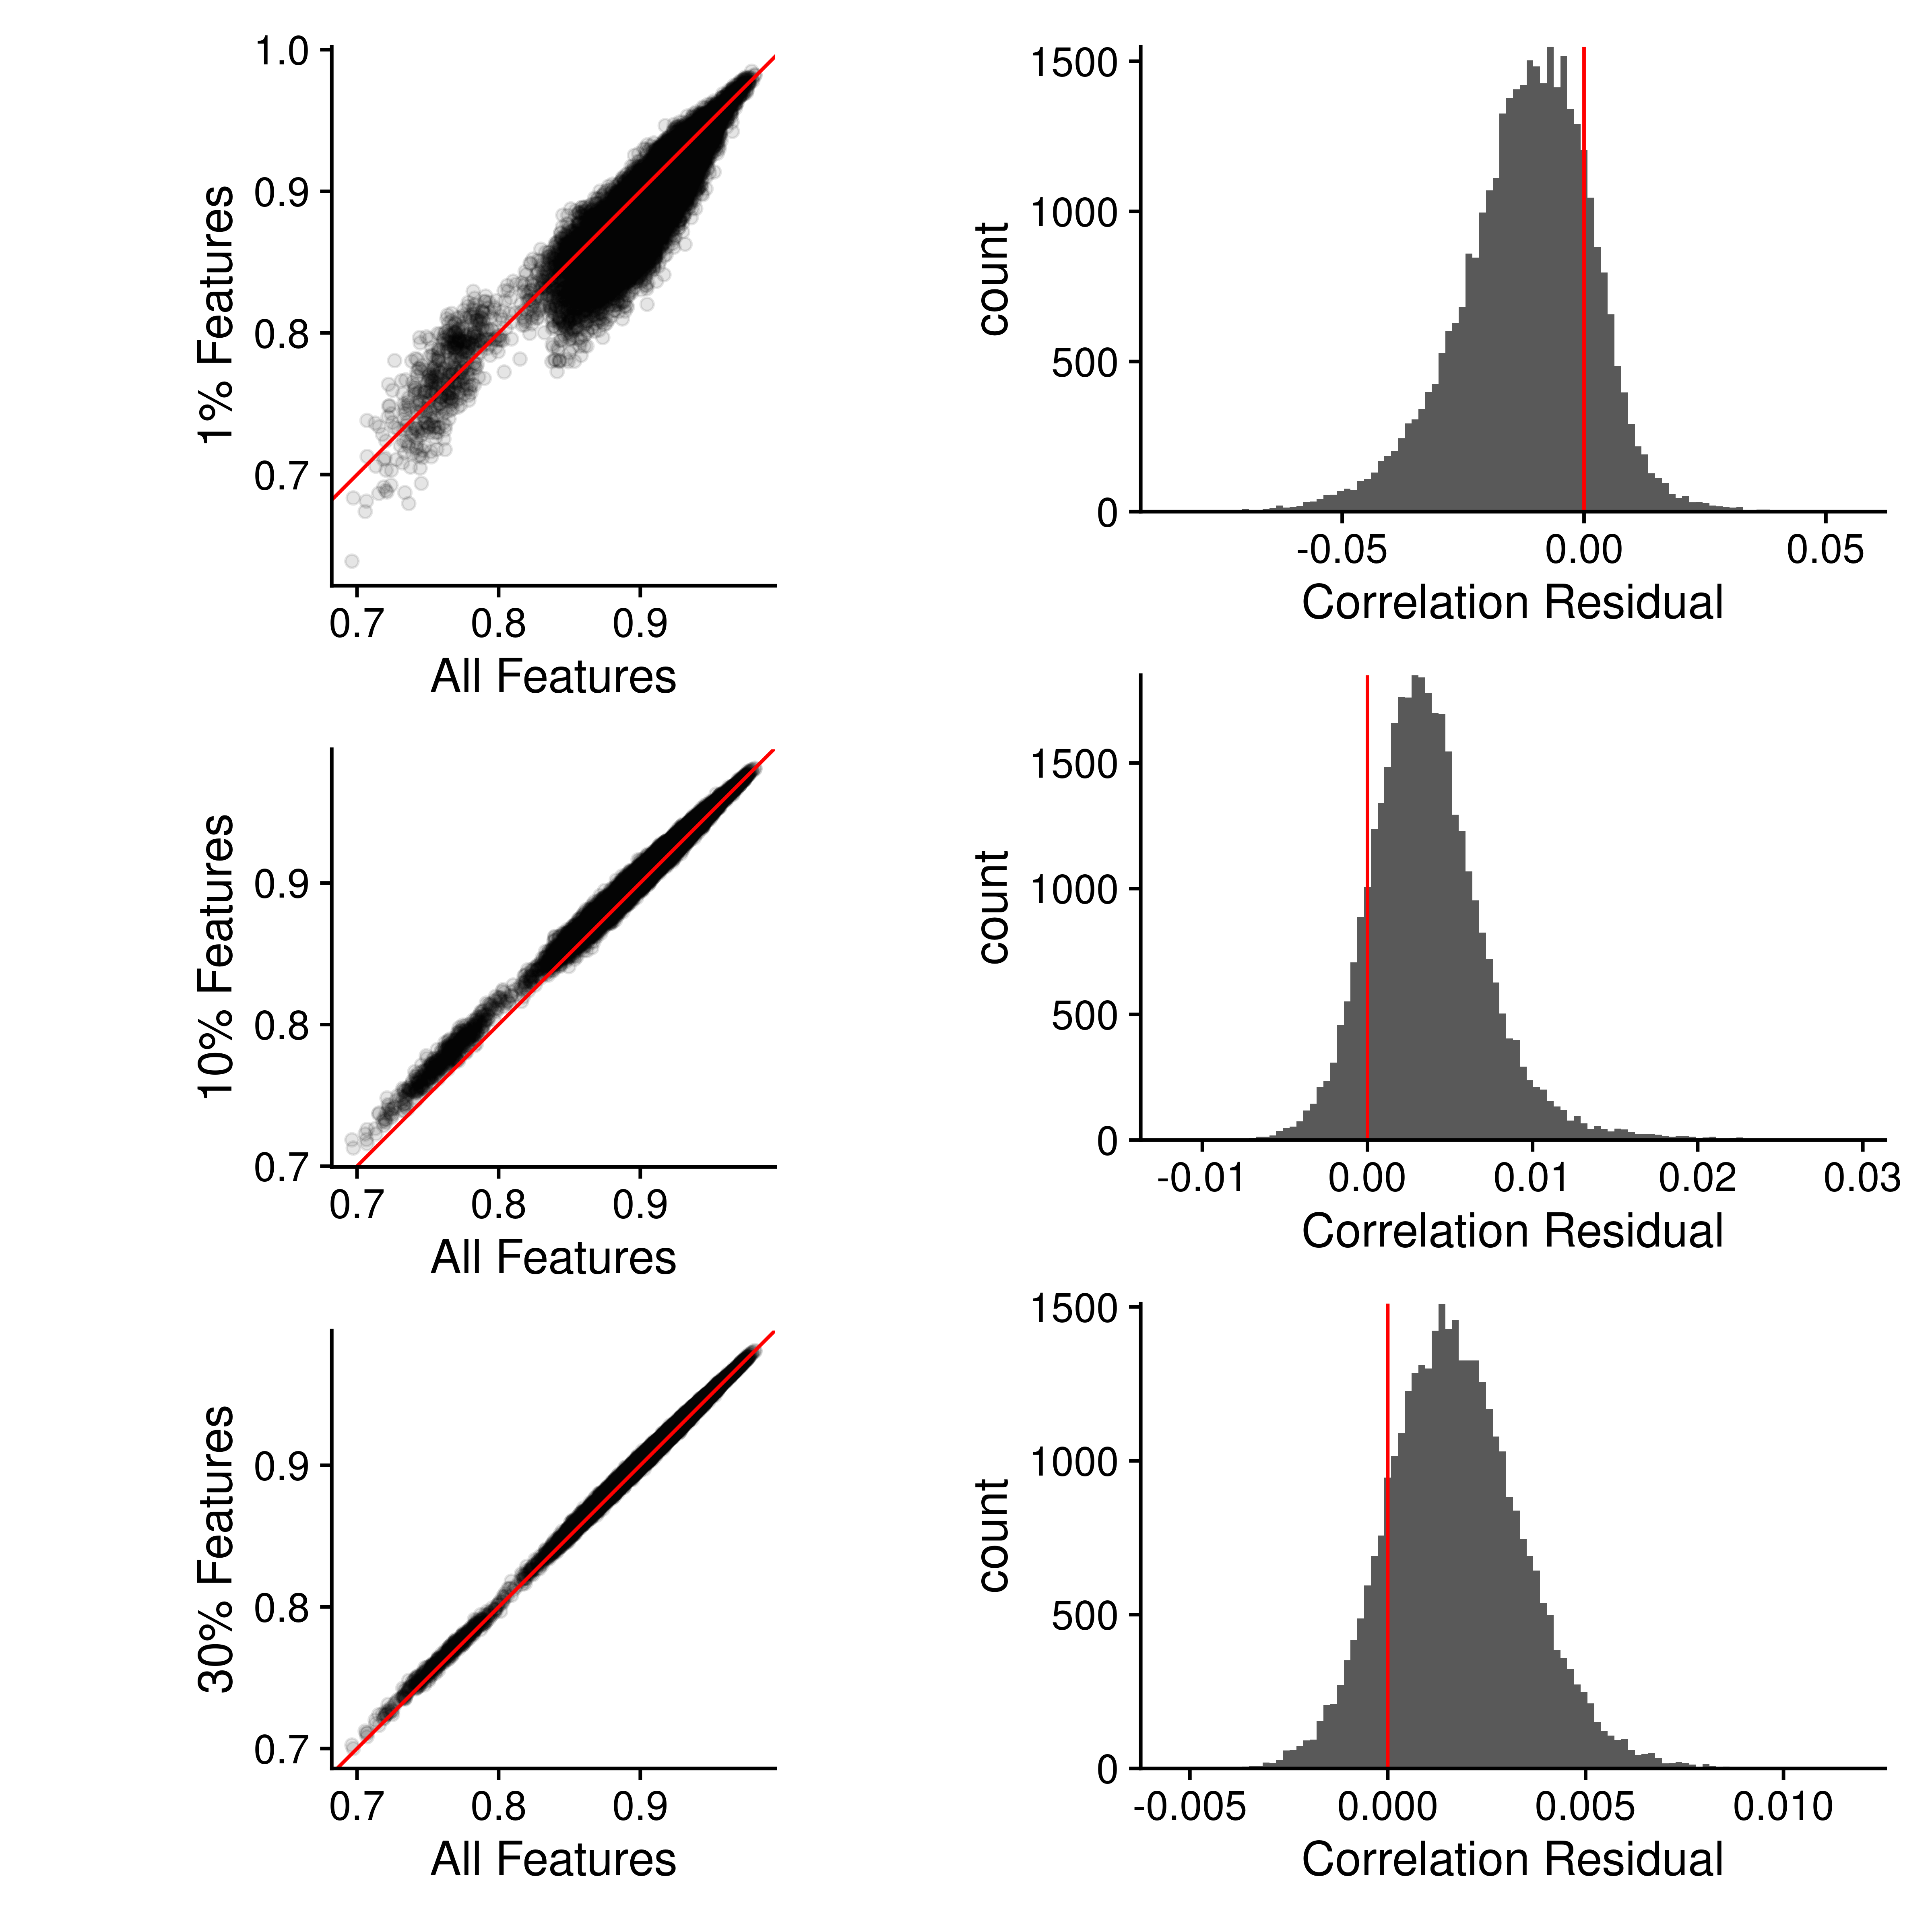 1.0
0.9
0.8
0.7
1% Features
0.7 0.8 0.9
All Features
1500
1000
500
0
count
-0.05 0.00 0.05
Correlation Residual
0.9
0.8
0.7
10% Features
0.7 0.8 0.9
All Features
1500
1000
500
0
count
-0.01 0.00 0.01 0.02 0.03
Correlation Residual
0.9
0.8
0.7
30% Features
0.7 0.8 0.9
All Features
1500
1000
500
0
count
-0.005 0.000 0.005 0.010
Correlation Residual